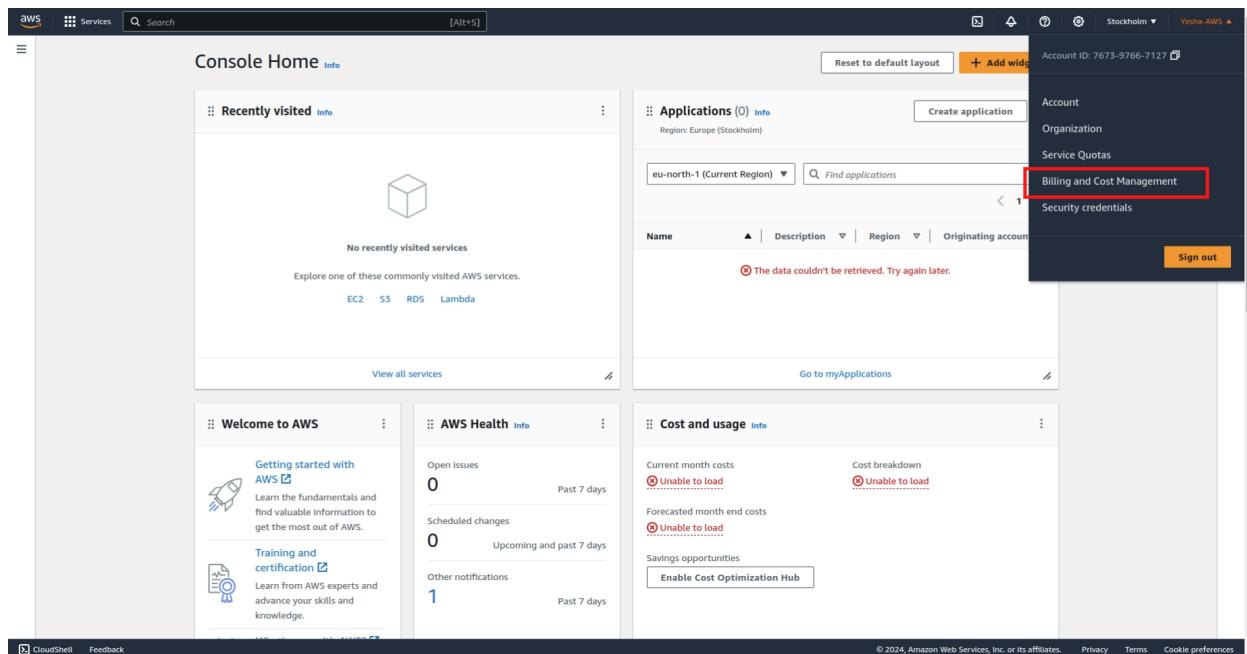 aws
Services
Search [Alt+S]
Stockholm ▼
Yesha-AWS ▲
Account ID: 7673-9766-7127
Account
Organization
Service Quotas
Billing and Cost Management
Security credentials
Sign out
Console Home Info
Reset to default layout
+ Add widg
Recently visited Info
No recently visited services
Explore one of these commonly visited AWS services.
EC2 S3 RDS Lambda
View all services
Applications (0) Info
Region: Europe (Stockholm)
Create application
eu-north-1 (Current Region) ▼
Find applications
1
Name ▲ Description ▽ Region ▽ Originating accoun
The data couldn't be retrieved. Try again later.
Go to myApplications
Welcome to AWS
Getting started with
AWS
Learn the fundamentals and
find valuable information to
get the most out of AWS.
Training and
certification
Learn from AWS experts and
advance your skills and
knowledge.
AWS Health Info
Open issues
0 Past 7 days
Scheduled changes
0 Upcoming and past 7 days
Other notifications
1 Past 7 days
Cost and usage Info
Current month costs
Unable to load
Cost breakdown
Unable to load
Forecasted month end costs
Unable to load
Savings opportunities
Enable Cost Optimization Hub
CloudShell Feedback
© 2024, Amazon Web Services, Inc. or its affiliates. Privacy Terms Cookie preferences